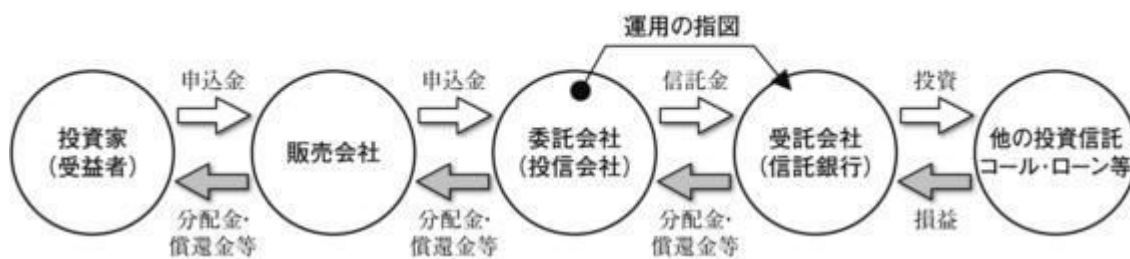 運用の指図
申込金
申込金
信託金
投資
投資家
(受益者)
販売会社
委託会社
(投信会社)
受託会社
(信託銀行)
他の投資信託
コール・ローン等
分配金・
償還金等
分配金・
償還金等
分配金・
償還金等
損益